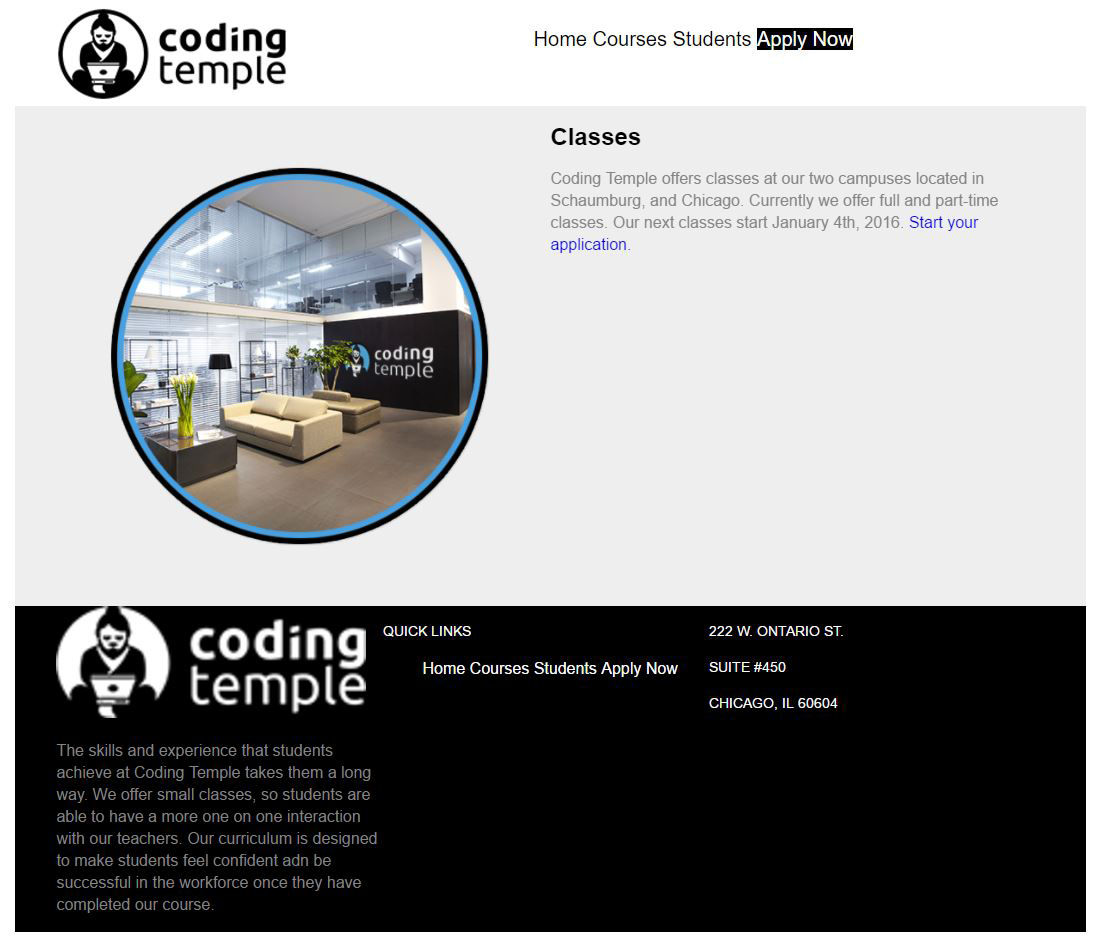 coding
temple
Home Courses Students Apply Now
Classes
Coding Temple offers classes at our two campuses located in
Schaumburg, and Chicago. Currently we offer full and part-time
classes. Our next classes start January 4th, 2016. Start your
application.
coding
temple
coding
temple
QUICK LINKS
Home Courses Students Apply Now
222 W. ONTARIO ST.
SUITE #450
CHICAGO, IL 60604
The skills and experience that students
achieve at Coding Temple takes them a long
way. We offer small classes, so students are
able to have a more one on one interaction
with our teachers. Our curriculum is designed
to make students feel confident adn be
successful in the workforce once they have
completed our course.